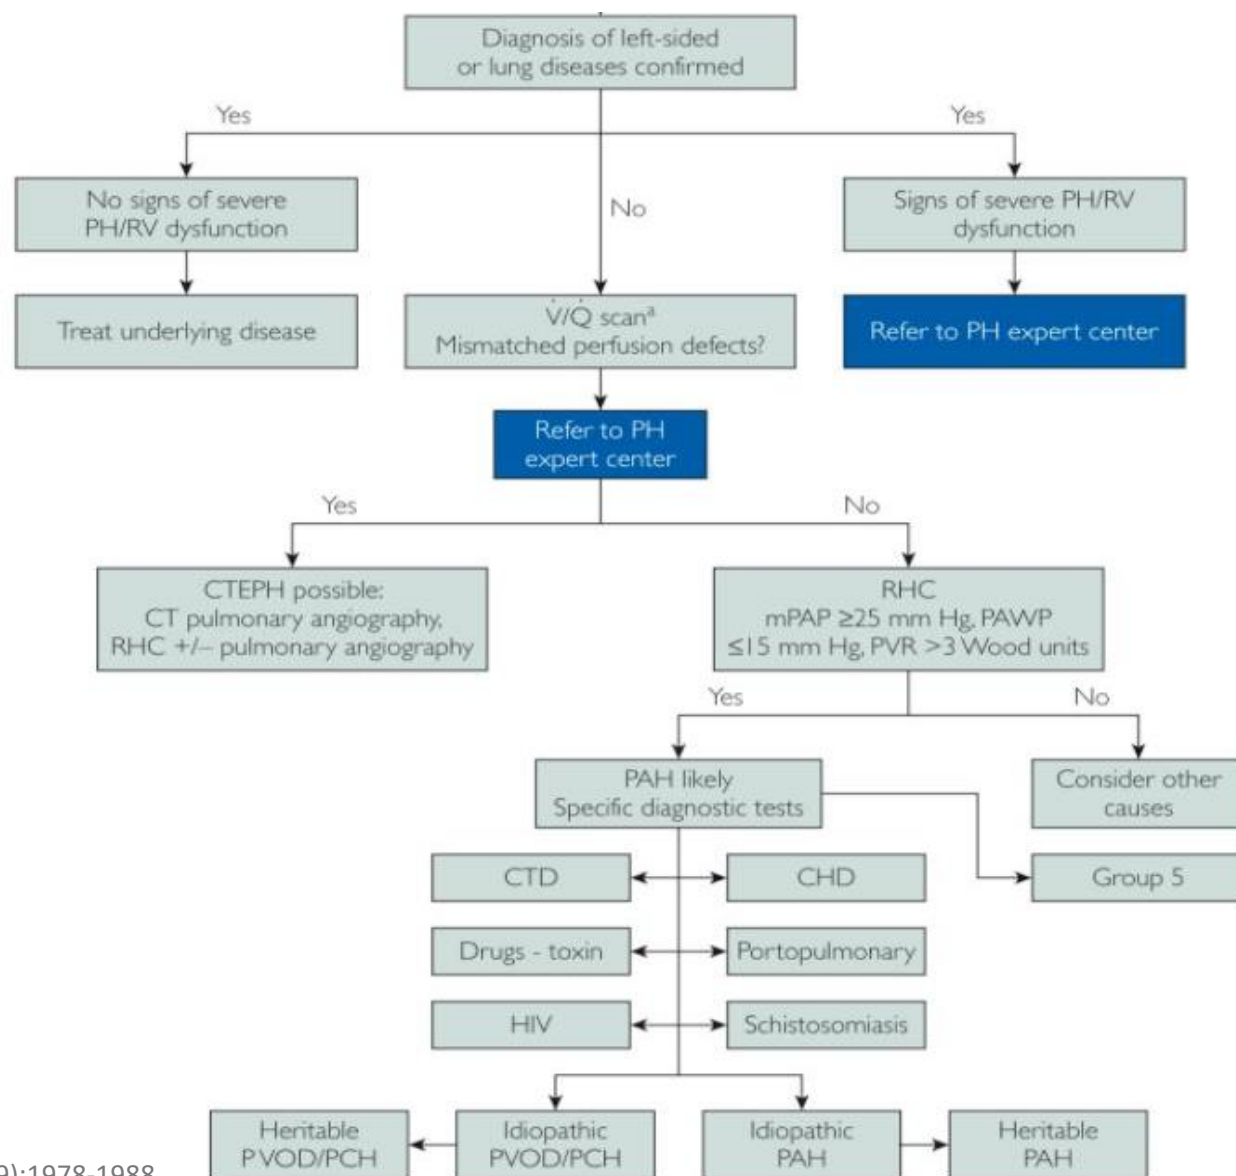 Diagnosis of left-sided
or lung diseases confirmed
Yes
Yes
No signs of severe
PH/RV dysfunction
No
Signs of severe PH/RV
dysfunction
Treat underlying disease
V̇/Q̇ scanᵃ
Mismatched perfusion defects?
Refer to PH expert center
Refer to PH
expert center
Yes
No
CTEPH possible:
CT pulmonary angiography,
RHC +/– pulmonary angiography
RHC
mPAP ≥25 mm Hg, PAWP
≤15 mm Hg, PVR >3 Wood units
Yes
No
PAH likely
Specific diagnostic tests
Consider other
causes
CTD
CHD
Group 5
Drugs - toxin
Portopulmonary
HIV
Schistosomiasis
Heritable
PVOD/PCH
Idiopathic
PVOD/PCH
Idiopathic
PAH
Heritable
PAH
9):1978-1988